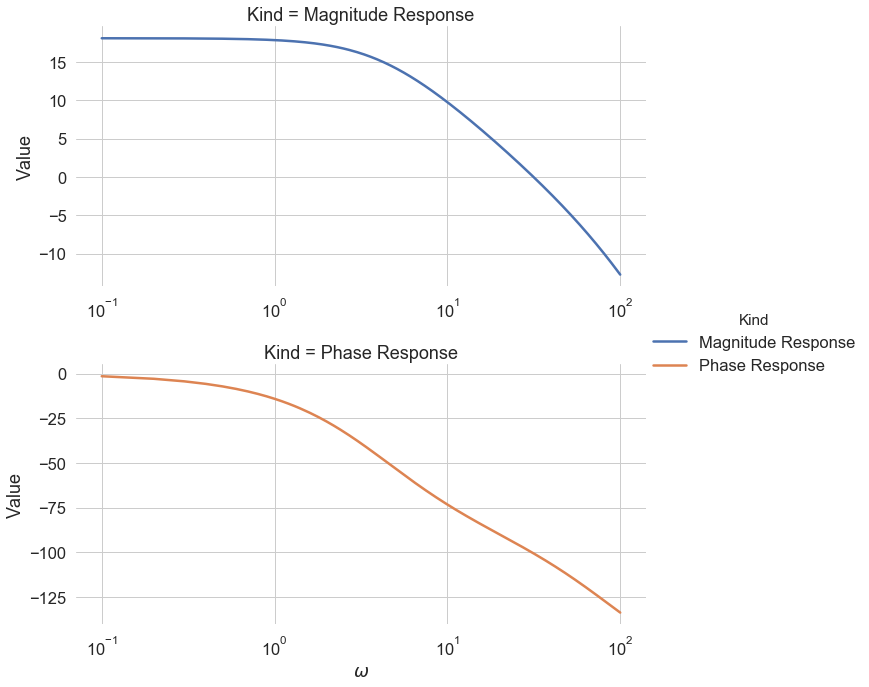 Kind = Magnitude Response
15
10
5
0
−5
−10
Value
10⁻¹ 10⁰ 10¹ 10²
Kind
Magnitude Response
Phase Response
Kind = Phase Response
0
−25
−50
−75
−100
−125
Value
10⁻¹ 10⁰ 10¹ 10²
ω